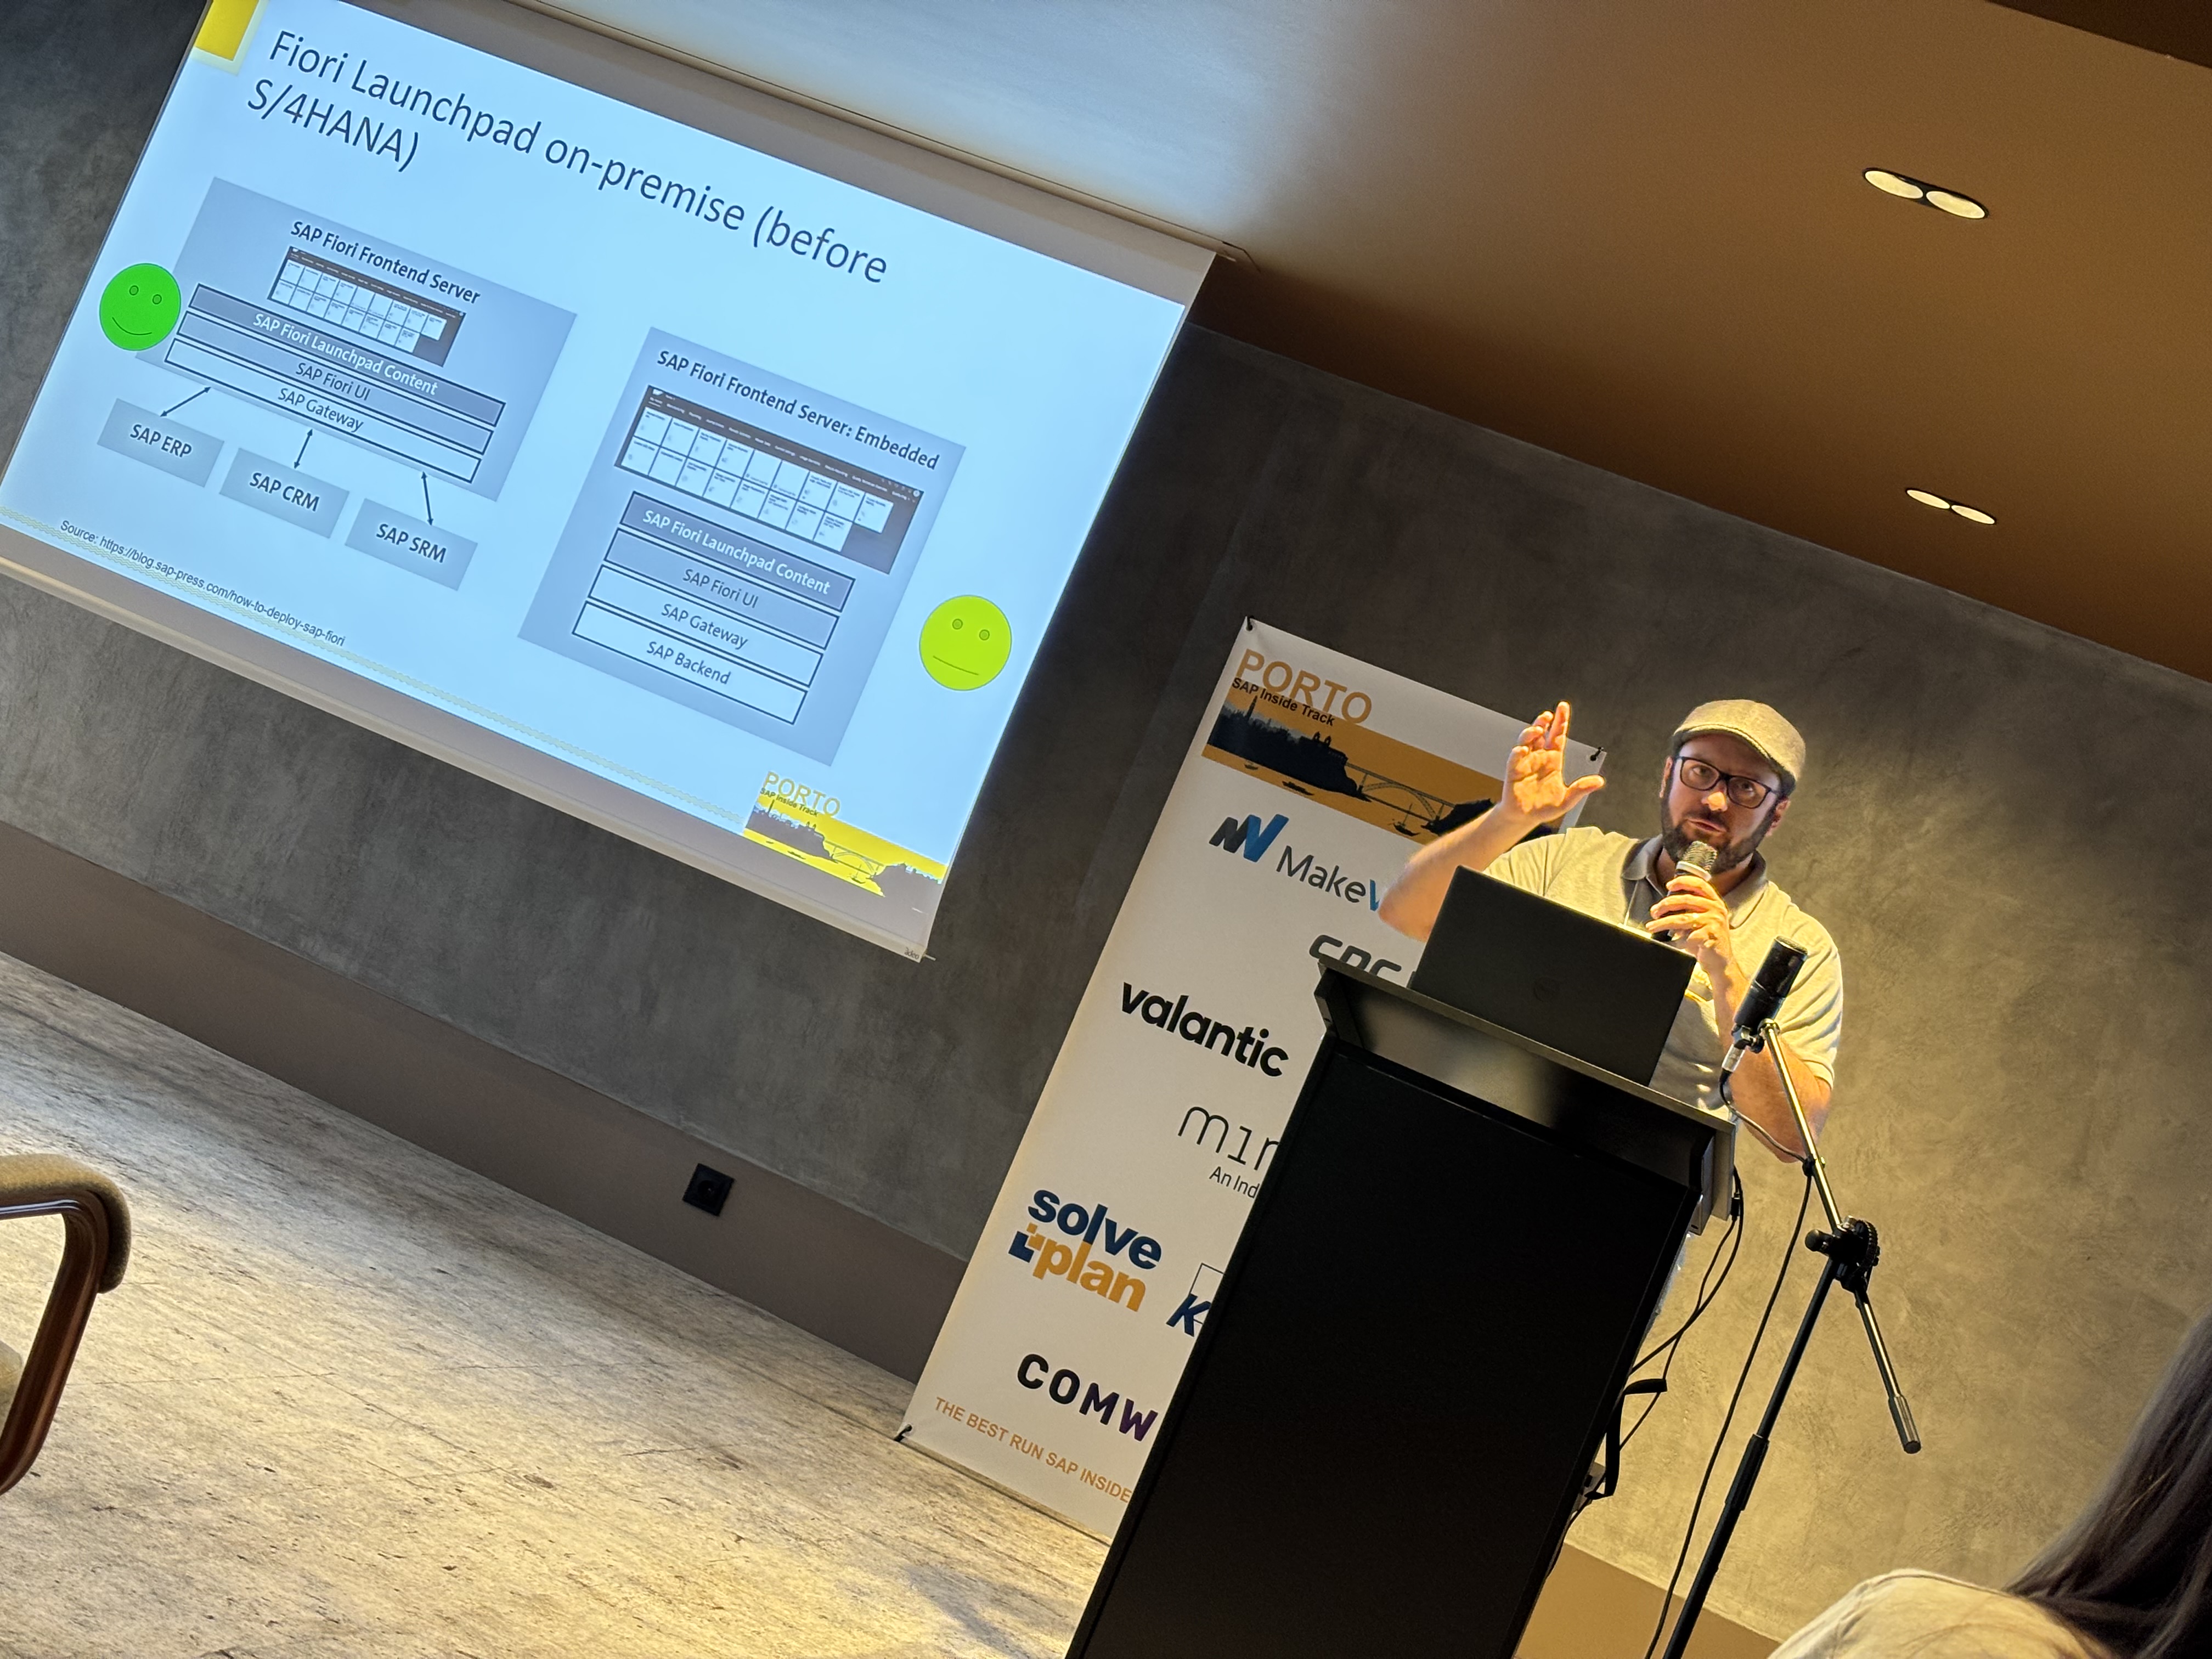 Fiori Launchpad on-premise (before
S/4HANA)
SAP Fiori Frontend Server
SAP Fiori Launchpad Content
SAP Fiori UI
SAP Gateway
SAP ERP
SAP CRM
SAP SRM
SAP Fiori Frontend Server: Embedded
SAP Fiori Launchpad Content
SAP Fiori UI
SAP Gateway
SAP Backend
Source: https://blog.sap-press.com/how-to-deploy-sap-fiori
PORTO
SAP Inside Track
PORTO
SAP Inside Track
Make
valantic
An Ind
solve
plan
K
COMW
THE BEST RUN SAP INSIDE